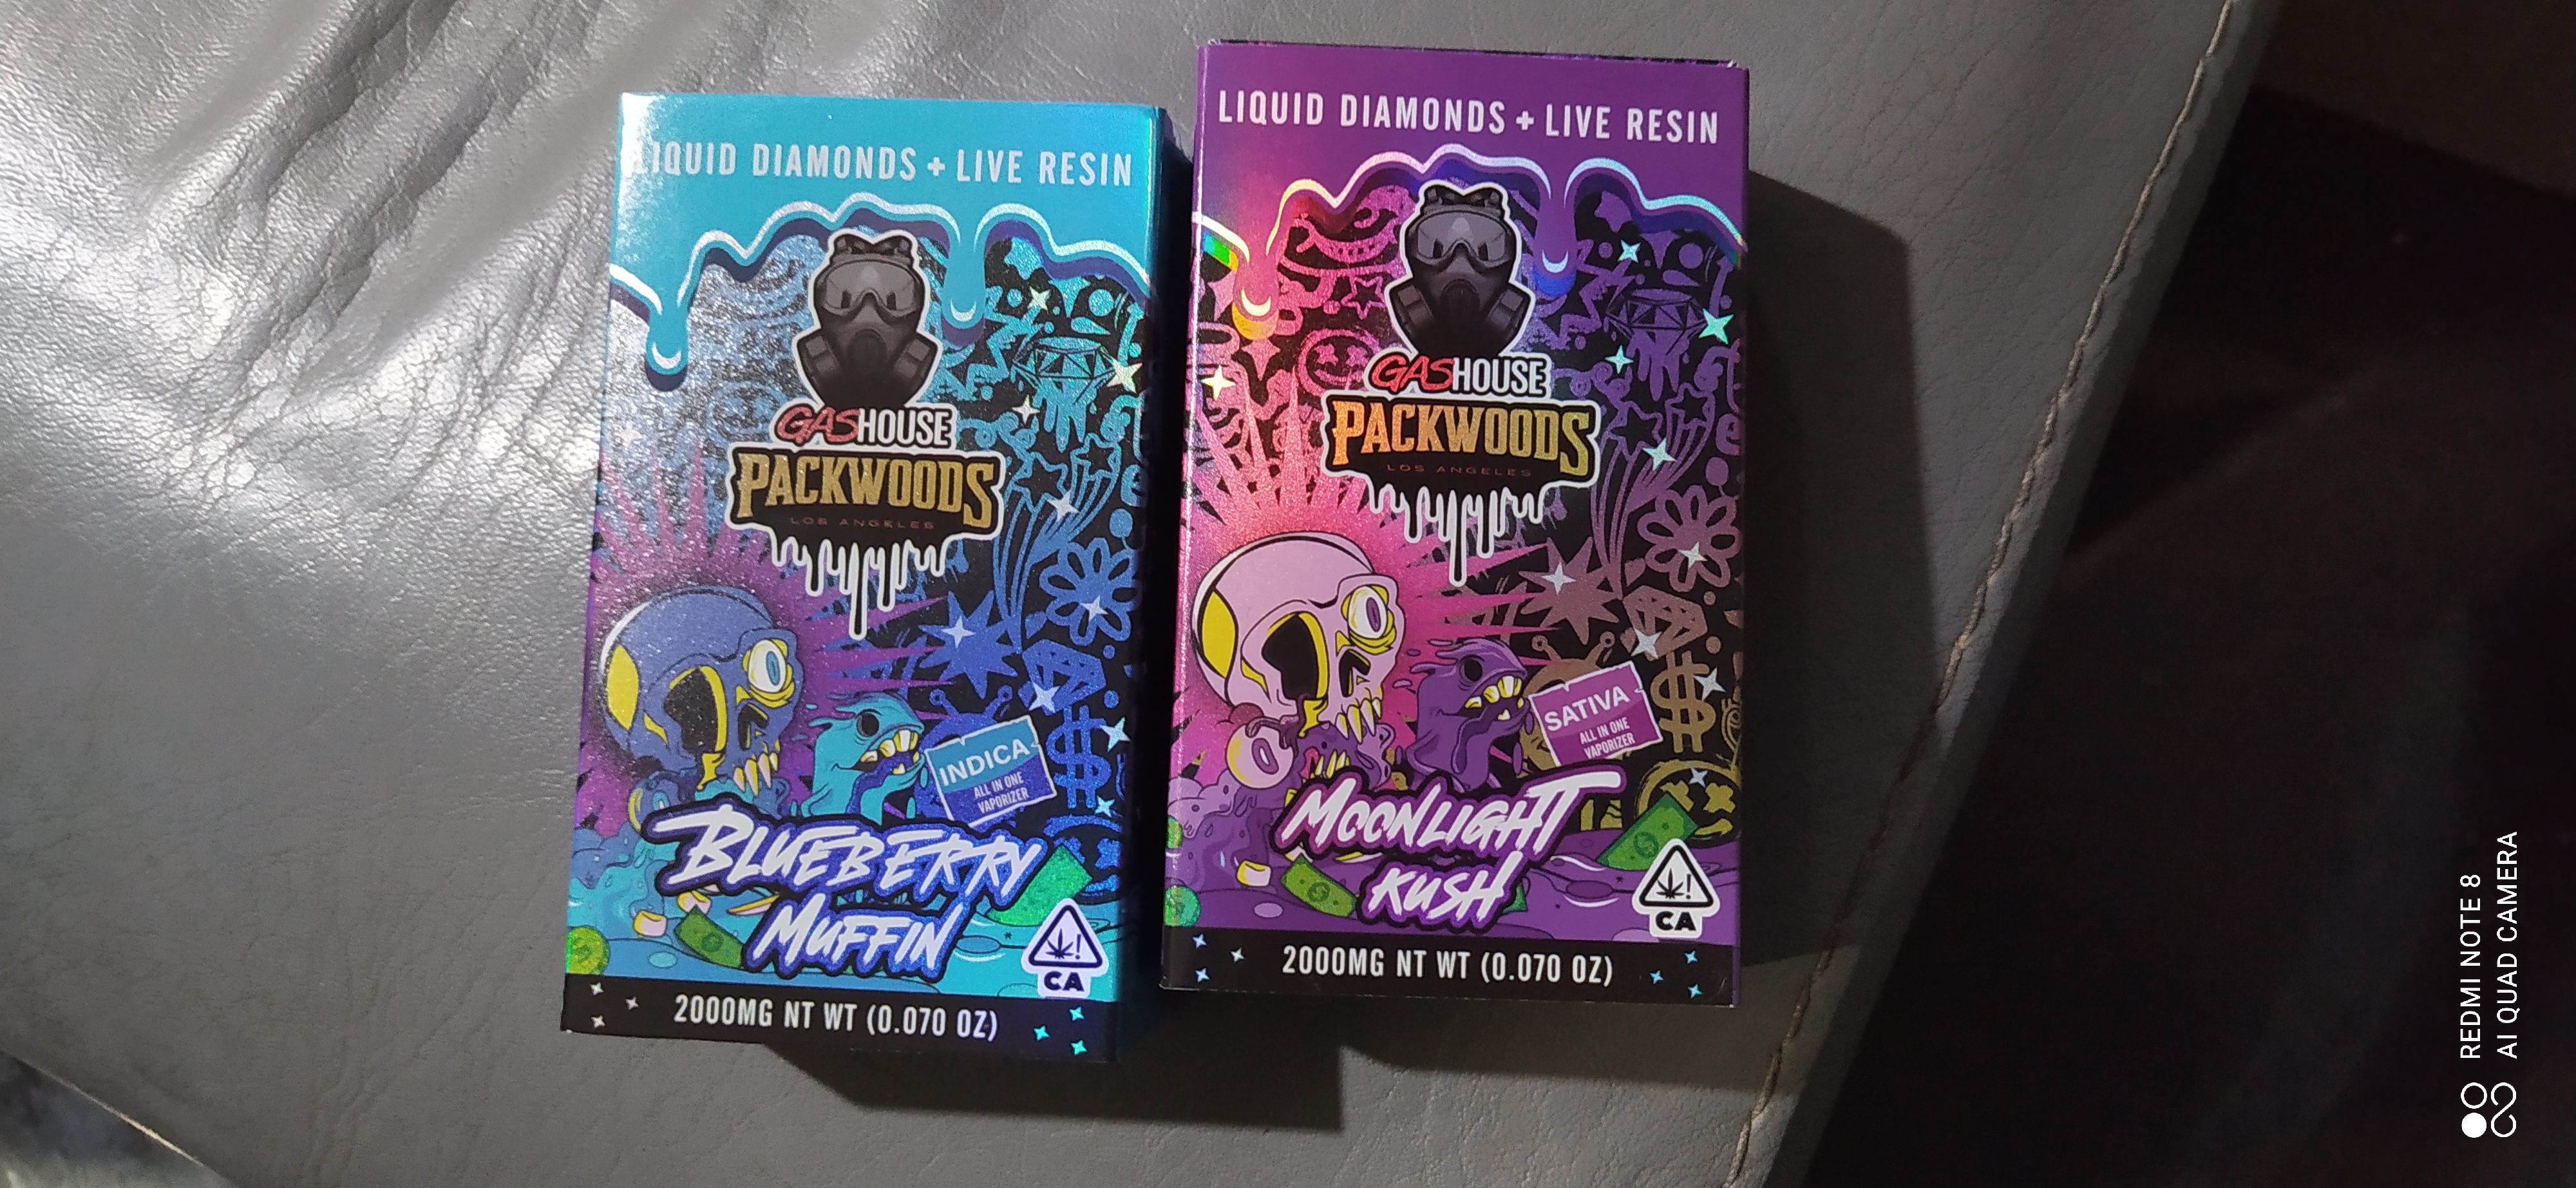 LIQUID DIAMONDS + LIVE RESIN
GASHOUSE
PACKWOODS
LOS ANGELES
INDICA
ALL IN ONE
VAPORIZER
BLUEBERRY
MUFFIN
CA
2000MG NT WT (0.070 OZ)
LIQUID DIAMONDS + LIVE RESIN
GASHOUSE
PACKWOODS
LOS ANGELES
SATIVA
ALL IN ONE
VAPORIZER
MOONLIGHT
KUSH
CA
2000MG NT WT (0.070 OZ)
REDMI NOTE 8
AI QUAD CAMERA